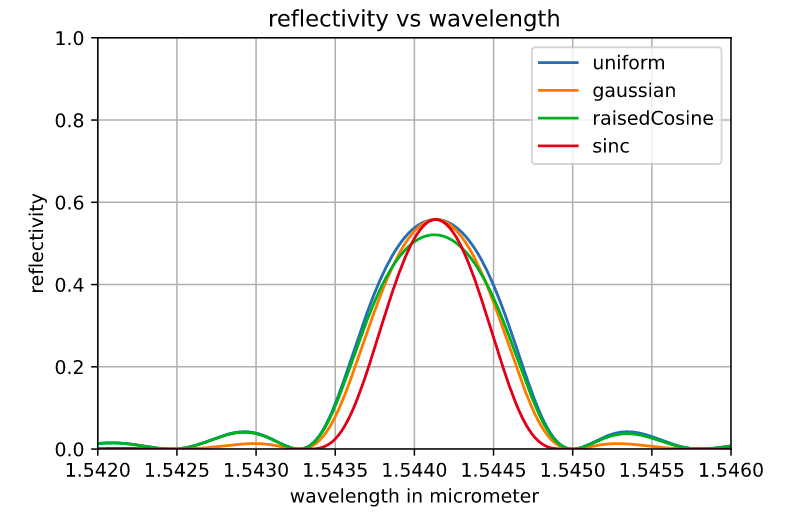 reflectivity vs wavelength
1.0
0.8
0.6
0.4
0.2
0.0
reflectivity
uniform
gaussian
raisedCosine
sinc
1.5420 1.5425 1.5430 1.5435 1.5440 1.5445 1.5450 1.5455 1.5460
wavelength in micrometer